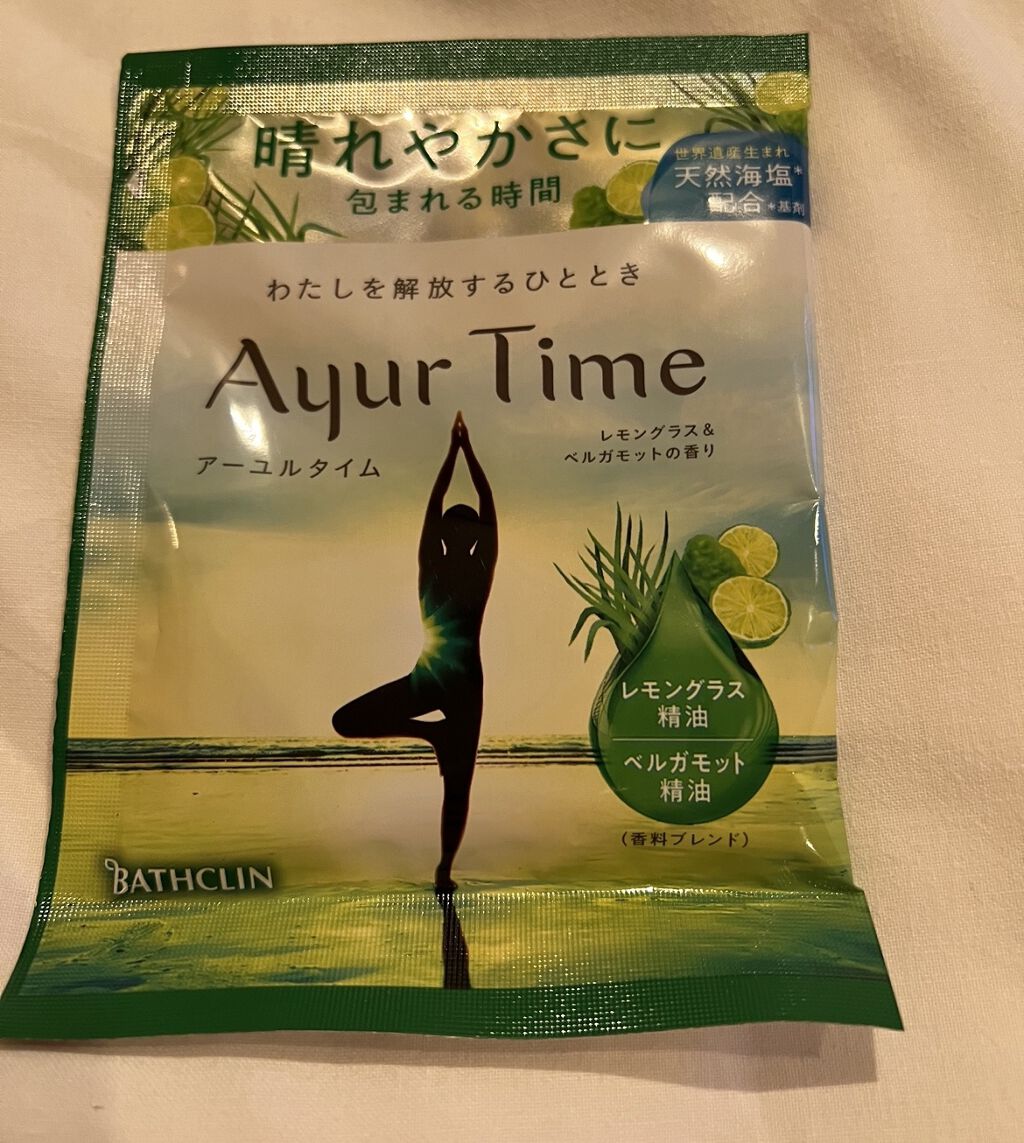 晴れやかさに
包まれる時間
世界遺産生まれ
天然海塩*
配合 *基剤
わたしを解放するひととき
Ayur Time
アーユルタイム
レモングラス&
ベルガモットの香り
レモングラス
精油
ベルガモット
精油
(香料ブレンド)
BATHCLIN